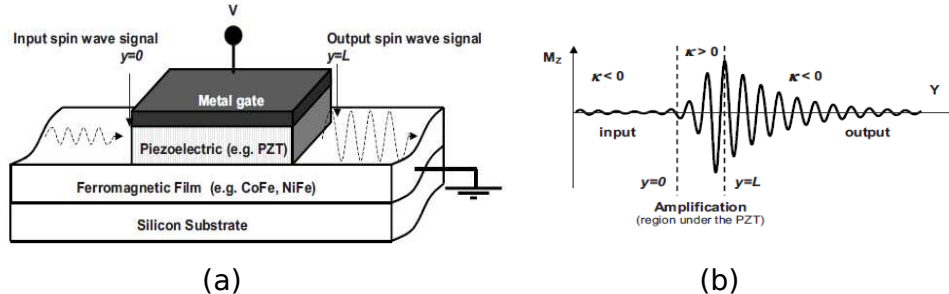 V
Input spin wave signal
y=0
Output spin wave signal
y=L
Metal gate
Piezoelectric (e.g. PZT)
Ferromagnetic Film (e.g. CoFe, NiFe)
Silicon Substrate
(a)
Mz
κ < 0
κ > 0
κ < 0
Y
input
output
y=0
y=L
Amplification
(region under the PZT)
(b)